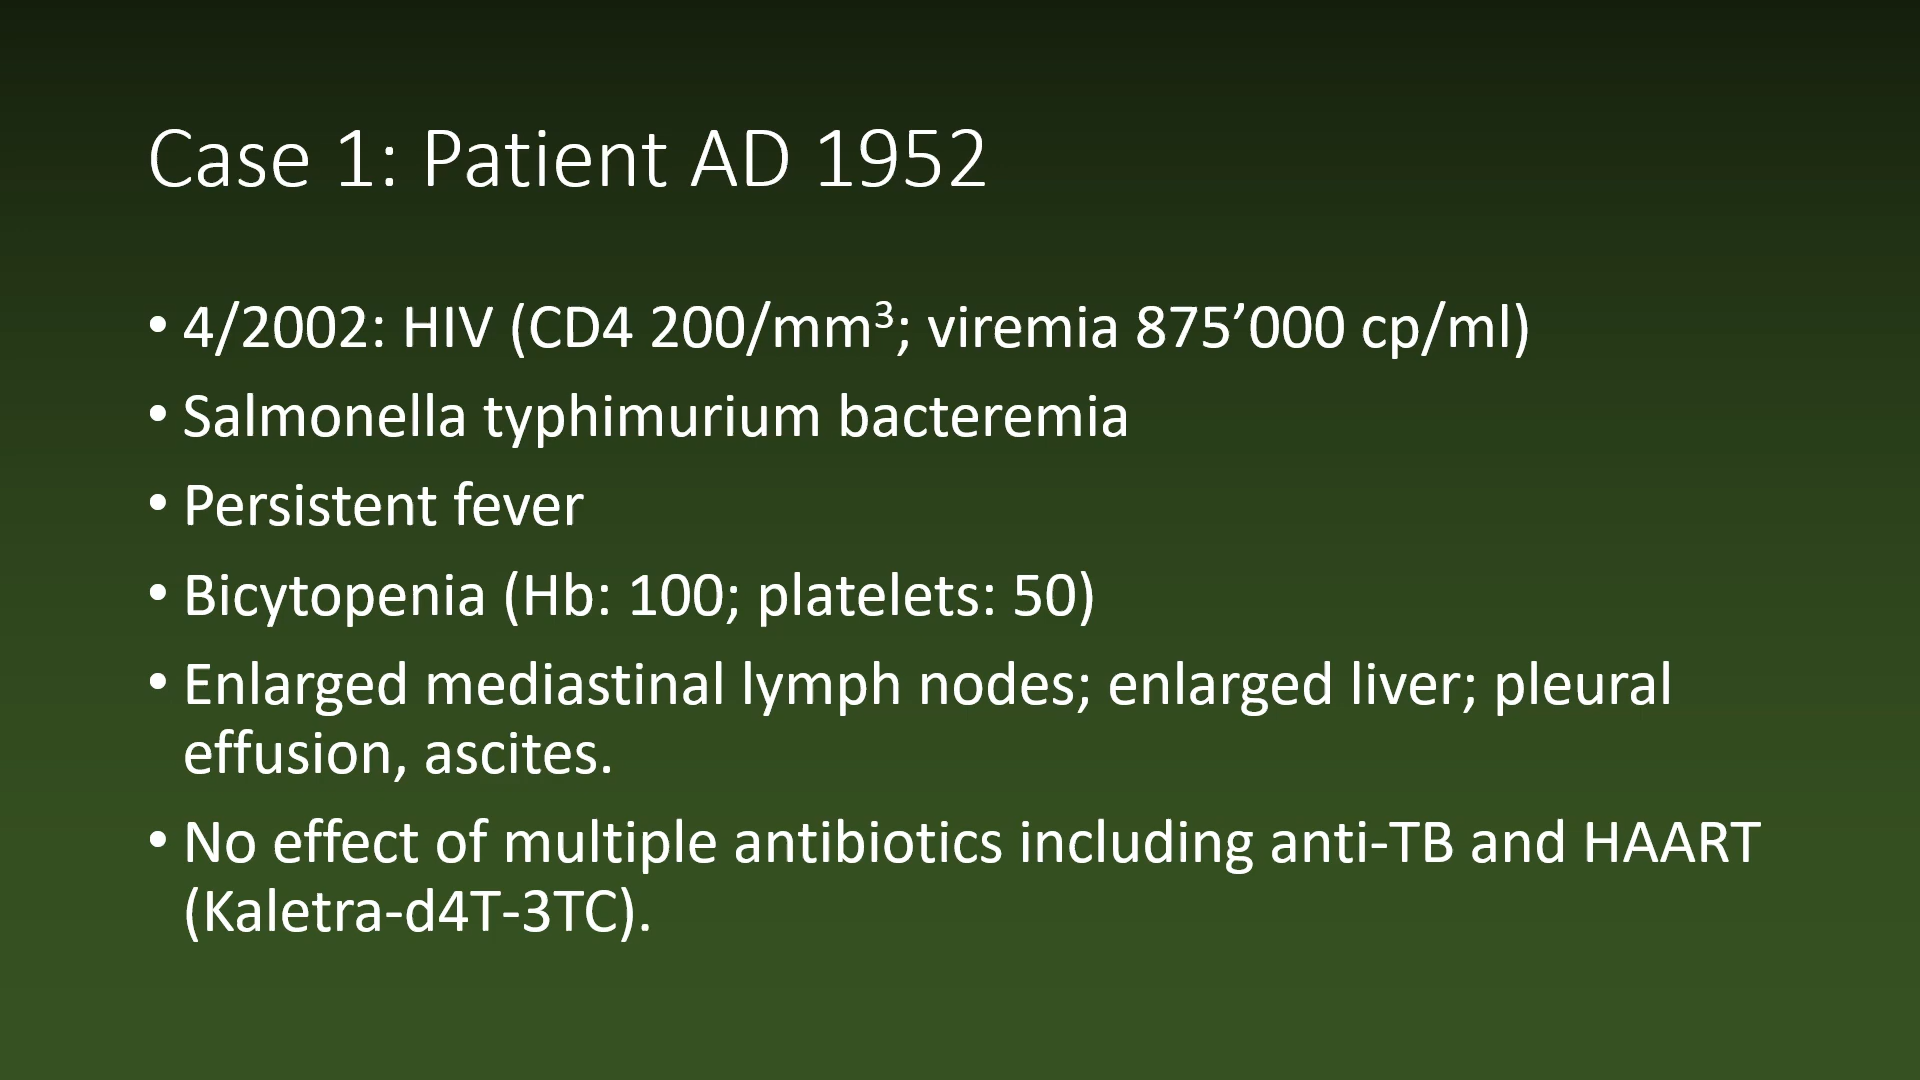 Case 1: Patient AD 1952
• 4/2002: HIV (CD4 200/mm³; viremia 875’000 cp/ml)
• Salmonella typhimurium bacteremia
• Persistent fever
• Bicytopenia (Hb: 100; platelets: 50)
• Enlarged mediastinal lymph nodes; enlarged liver; pleural
effusion, ascites.
• No effect of multiple antibiotics including anti-TB and HAART
(Kaletra-d4T-3TC).